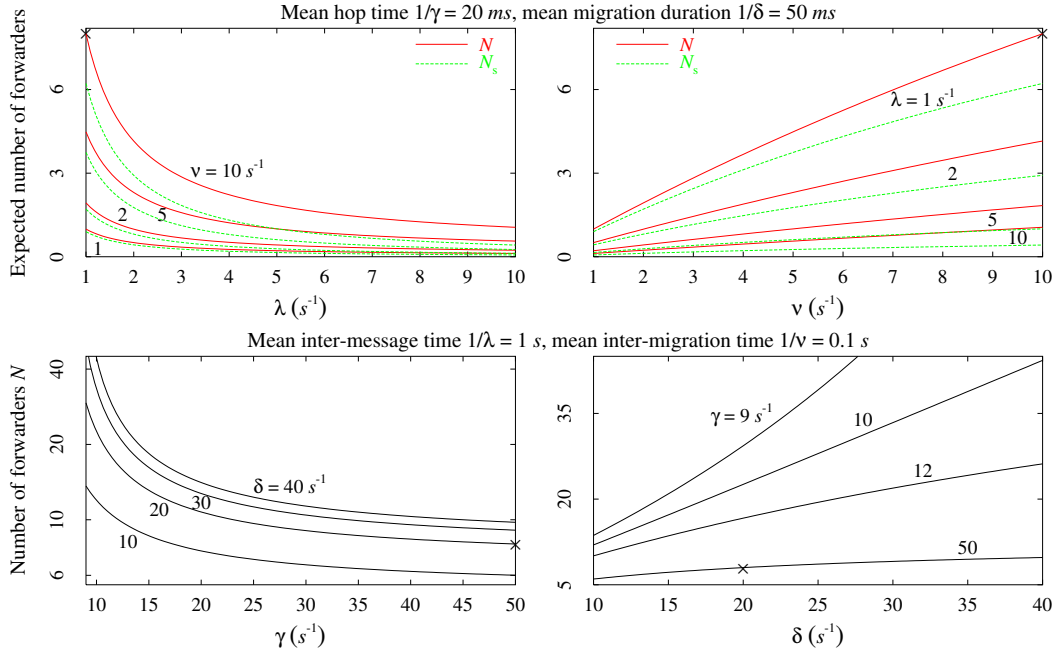 Mean hop time 1/γ = 20 ms, mean migration duration 1/δ = 50 ms
Expected number of forwarders
N
Nₛ
ν = 10 s⁻¹
5
2
1
0 3 6
1 2 3 4 5 6 7 8 9 10
λ (s⁻¹)
N
Nₛ
λ = 1 s⁻¹
2
5
10
0 3 6
1 2 3 4 5 6 7 8 9 10
ν (s⁻¹)
Mean inter-message time 1/λ = 1 s, mean inter-migration time 1/ν = 0.1 s
Number of forwarders N
δ = 40 s⁻¹
30
20
10
6 10 20 40
10 15 20 25 30 35 40 45 50
γ (s⁻¹)
γ = 9 s⁻¹
10
12
50
5 20 35
10 15 20 25 30 35 40
δ (s⁻¹)